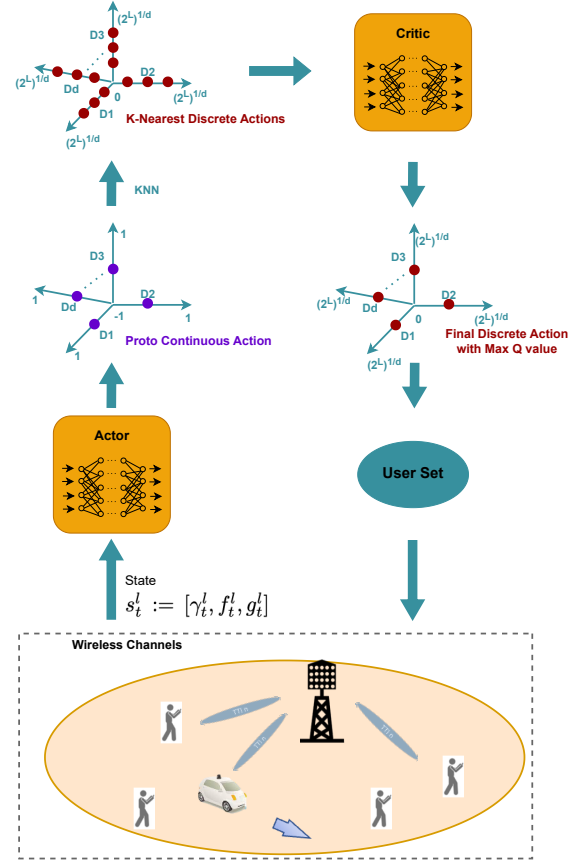 (2^L)^1/d
D3
(2^L)^1/d
Dd
D2
0
(2^L)^1/d
D1
(2^L)^1/d
K-Nearest Discrete Actions
Critic
KNN
1
D3
1
Dd
D2
-1
1
D1
1
Proto Continuous Action
(2^L)^1/d
D3
(2^L)^1/d
Dd
D2
0
(2^L)^1/d
D1
(2^L)^1/d
Final Discrete Action
with Max Q value
Actor
User Set
State
s_t^l := [γ_t^l, f_t^l, g_t^l]
Wireless Channels
TTI n
TTI n
TTI n